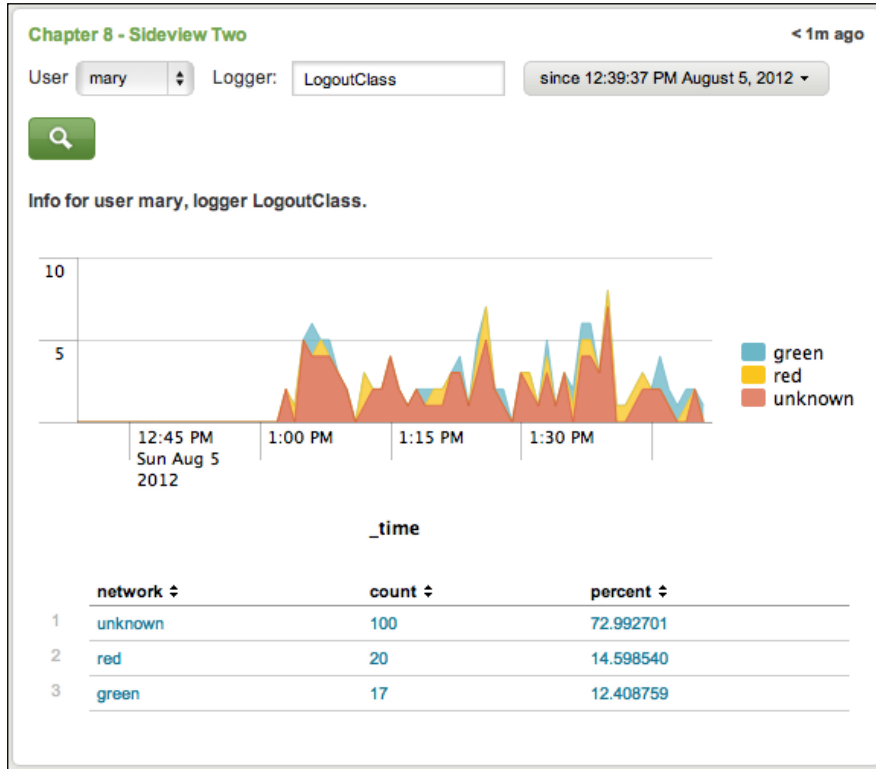 Chapter 8 - Sideview Two < 1m ago
User mary Logger: LogoutClass since 12:39:37 PM August 5, 2012
Info for user mary, logger LogoutClass.
10
5
green
red
unknown
12:45 PM 1:00 PM 1:15 PM 1:30 PM
Sun Aug 5
2012
_time
network count percent
1 unknown 100 72.992701
2 red 20 14.598540
3 green 17 12.408759